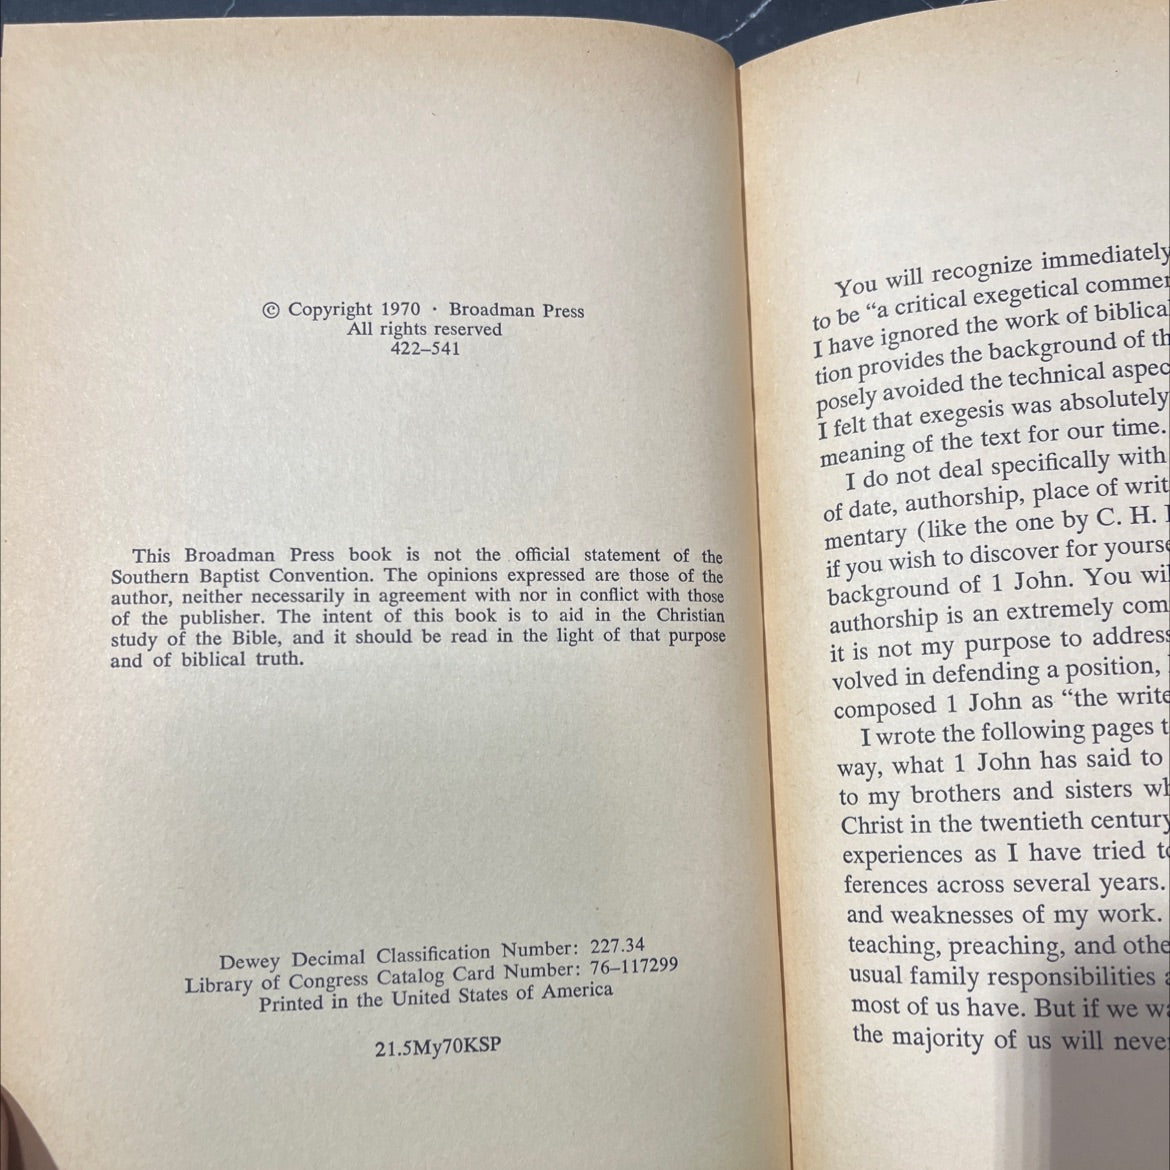 © Copyright 1970 · Broadman Press
All rights reserved
422–541
This Broadman Press book is not the official statement of the
Southern Baptist Convention. The opinions expressed are those of the
author, neither necessarily in agreement with nor in conflict with those
of the publisher. The intent of this book is to aid in the Christian
study of the Bible, and it should be read in the light of that purpose
and of biblical truth.
Dewey Decimal Classification Number: 227.34
Library of Congress Catalog Card Number: 76–117299
Printed in the United States of America
21.5My70KSP
You will recognize immediately
to be “a critical exegetical
I have ignored the work of
tion provides the background of
posely avoided the technical
I felt that exegesis was absolutely
meaning of the text for our time.
I do not deal specifically with
of date, authorship, place of
mentary (like the one by C. H.
if you wish to discover for
background of 1 John. You
authorship is an extremely
it is not my purpose to address
volved in defending a position,
composed 1 John as “the
I wrote the following pages
way, what 1 John has said to
to my brothers and sisters
Christ in the twentieth century
experiences as I have tried
ferences across several years.
and weaknesses of my work.
teaching, preaching, and
usual family responsibilities
most of us have. But if we
the majority of us will never